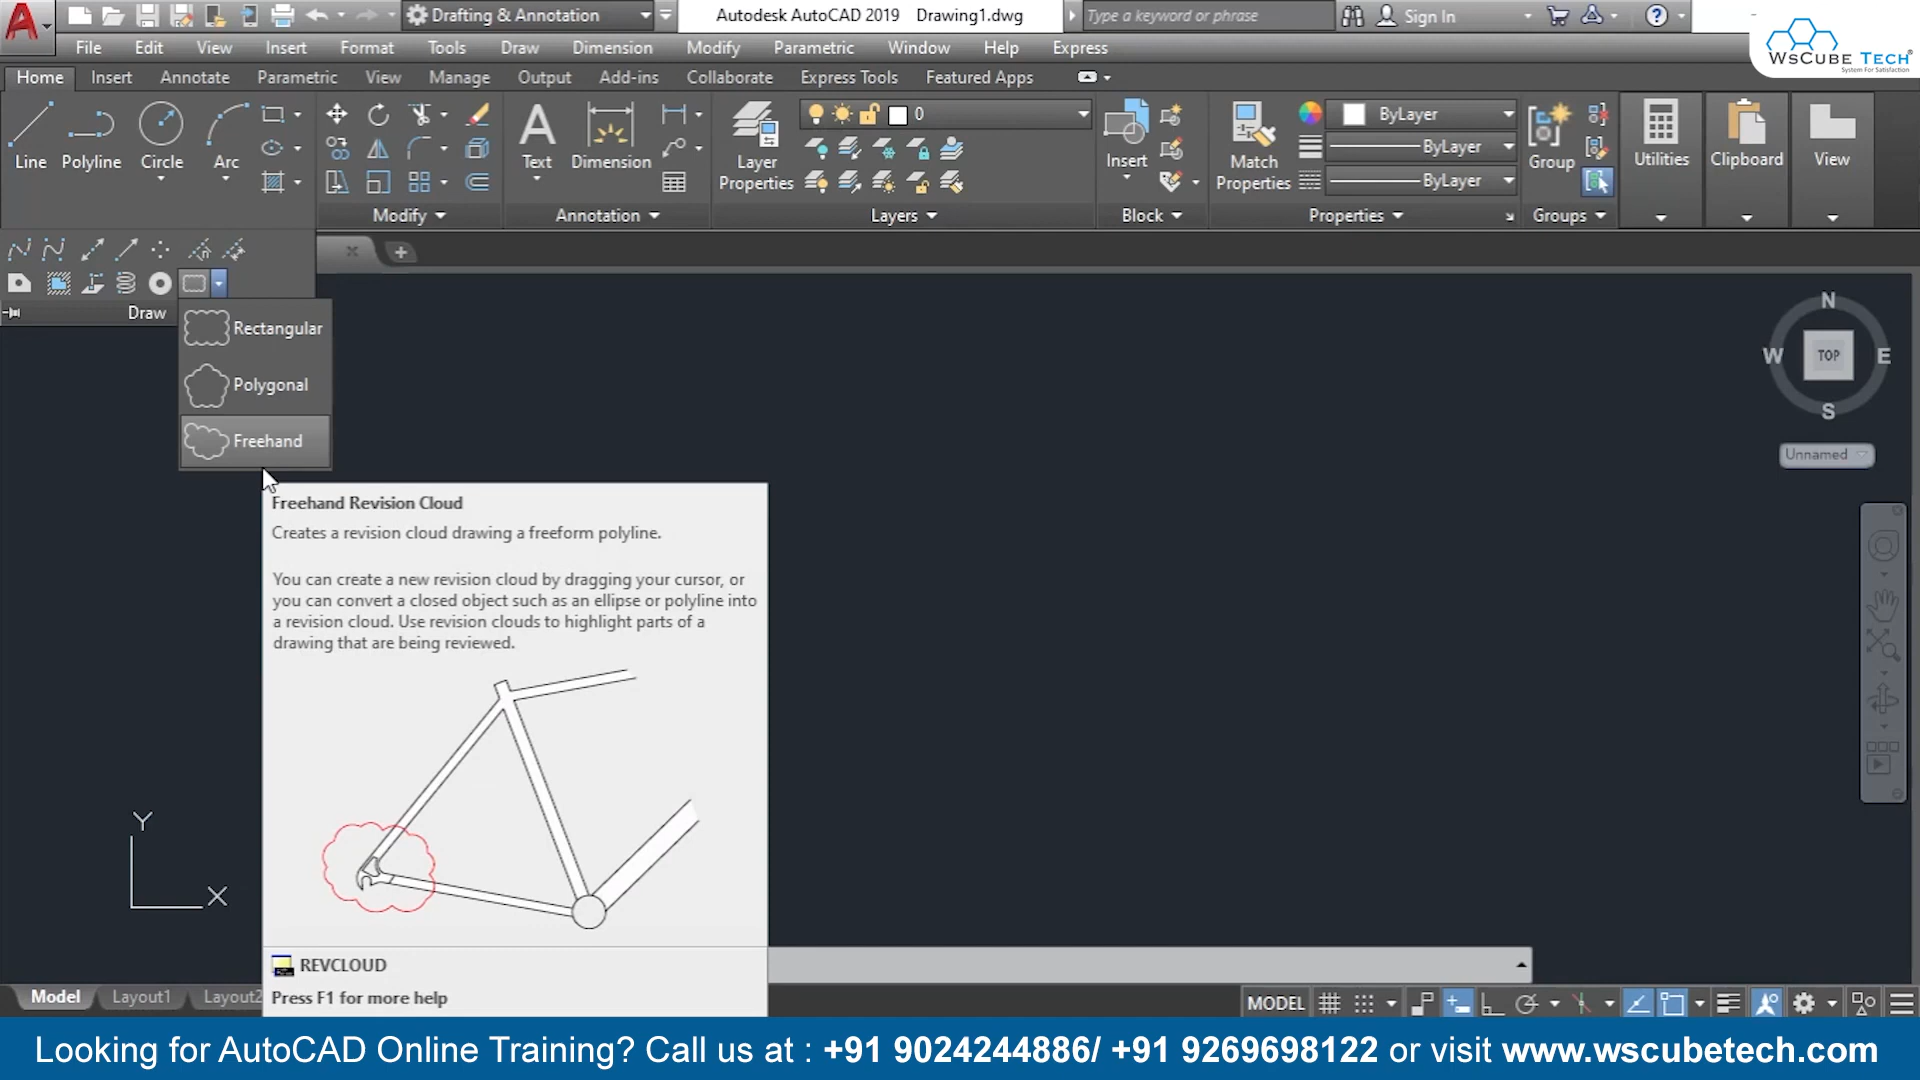 Drafting & Annotation
Autodesk AutoCAD 2019 Drawing1.dwg
Type a keyword or phrase
Sign In
WsCube Tech
System For Satisfaction
File Edit View Insert Format Tools Draw Dimension Modify Parametric Window Help Express
Home Insert Annotate Parametric View Manage Output Add-ins Collaborate Express Tools Featured Apps
0
ByLayer
Line Polyline Circle Arc
Text Dimension
Layer Properties
Insert
Match Properties
ByLayer
ByLayer
Group
Utilities
Clipboard
View
Modify
Annotation
Layers
Block
Properties
Groups
Draw
Rectangular
Polygonal
Freehand
N
W TOP E
S
Unnamed
Freehand Revision Cloud
Creates a revision cloud drawing a freeform polyline.
You can create a new revision cloud by dragging your cursor, or
you can convert a closed object such as an ellipse or polyline into
a revision cloud. Use revision clouds to highlight parts of a
drawing that are being reviewed.
Y
X
REVCLOUD
Press F1 for more help
Model Layout1 Layout2
MODEL
Looking for AutoCAD Online Training? Call us at : +91 9024244886/ +91 9269698122 or visit www.wscubetech.com